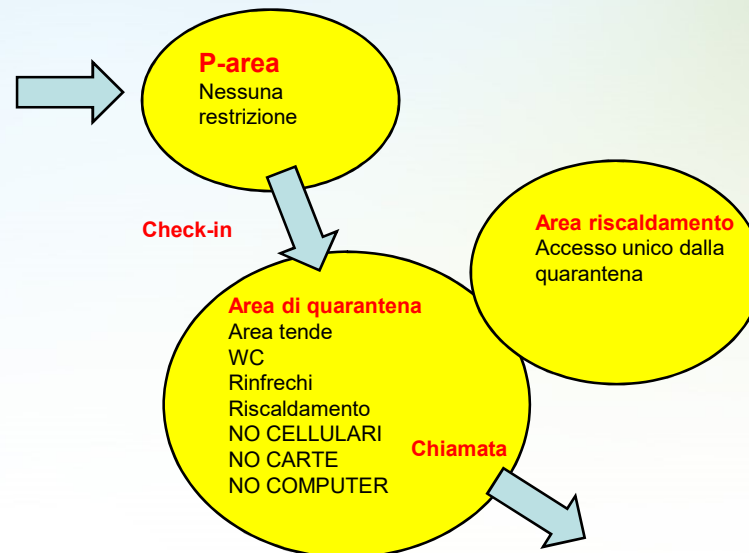 P-area
Nessuna
restrizione
Check-in
Area riscaldamento
Accesso unico dalla
quarantena
Area di quarantena
Area tende
WC
Rinfrechi
Riscaldamento
NO CELLULARI
NO CARTE
NO COMPUTER
Chiamata